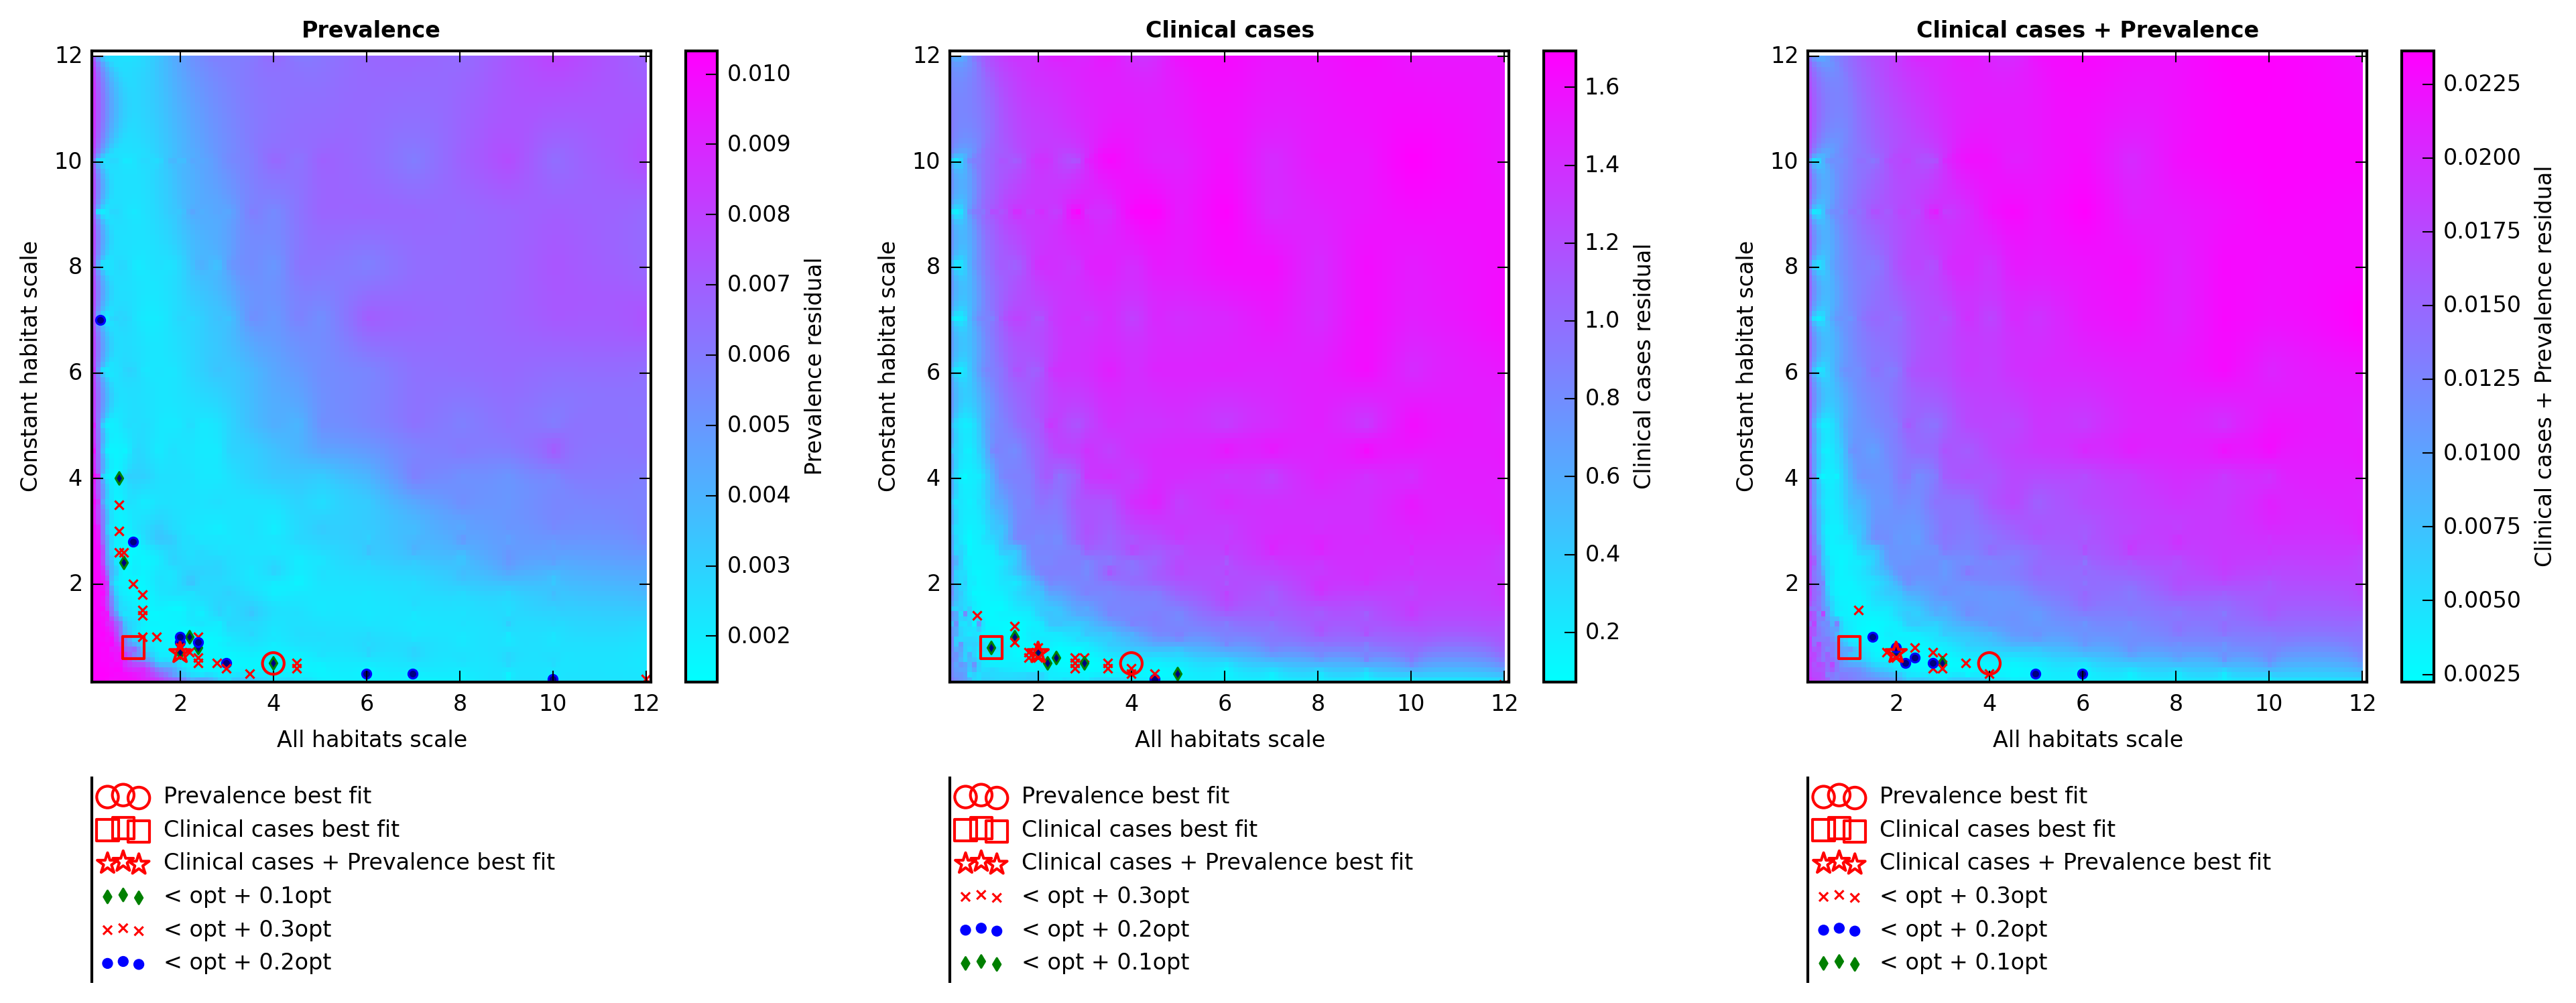 Prevalence
Clinical cases
Clinical cases + Prevalence
12
10
8
6
4
2
Constant habitat scale
2 4 6 8 10 12
All habitats scale
0.010
0.009
0.008
0.007
0.006
0.005
0.004
0.003
0.002
Prevalence residual
12
10
8
6
4
2
Constant habitat scale
2 4 6 8 10 12
All habitats scale
1.6
1.4
1.2
1.0
0.8
0.6
0.4
0.2
Clinical cases residual
12
10
8
6
4
2
Constant habitat scale
2 4 6 8 10 12
All habitats scale
0.0225
0.0200
0.0175
0.0150
0.0125
0.0100
0.0075
0.0050
0.0025
Clinical cases + Prevalence residual
Prevalence best fit
Clinical cases best fit
Clinical cases + Prevalence best fit
< opt + 0.1opt
< opt + 0.3opt
< opt + 0.2opt
Prevalence best fit
Clinical cases best fit
Clinical cases + Prevalence best fit
< opt + 0.3opt
< opt + 0.2opt
< opt + 0.1opt
Prevalence best fit
Clinical cases best fit
Clinical cases + Prevalence best fit
< opt + 0.3opt
< opt + 0.2opt
< opt + 0.1opt